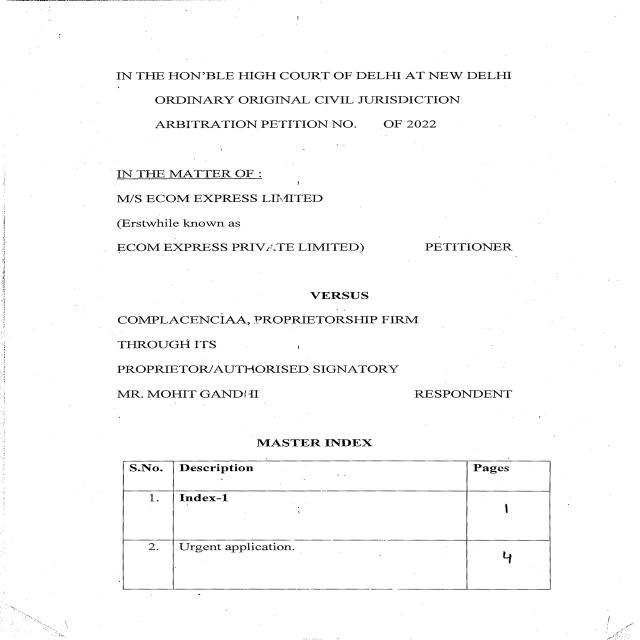 IN THE HON'BLE HIGH COURT OF DELHI AT NEW DELHI
ORDINARY ORIGINAL CIVIL JURISDICTION
ARBITRATION PETITION NO. OF 2022
IN THE MATTER OF :
M/S ECOM EXPRESS LIMITED
(Erstwhile known as
ECOM EXPRESS PRIVATE LIMITED) PETITIONER
VERSUS
COMPLACENCIAA, PROPRIETORSHIP FIRM
THROUGH ITS
PROPRIETOR/AUTHORISED SIGNATORY
MR. MOHIT GANDHI RESPONDENT
MASTER INDEX
S.No. Description Pages
1. Index-1 1
2. Urgent application. 4